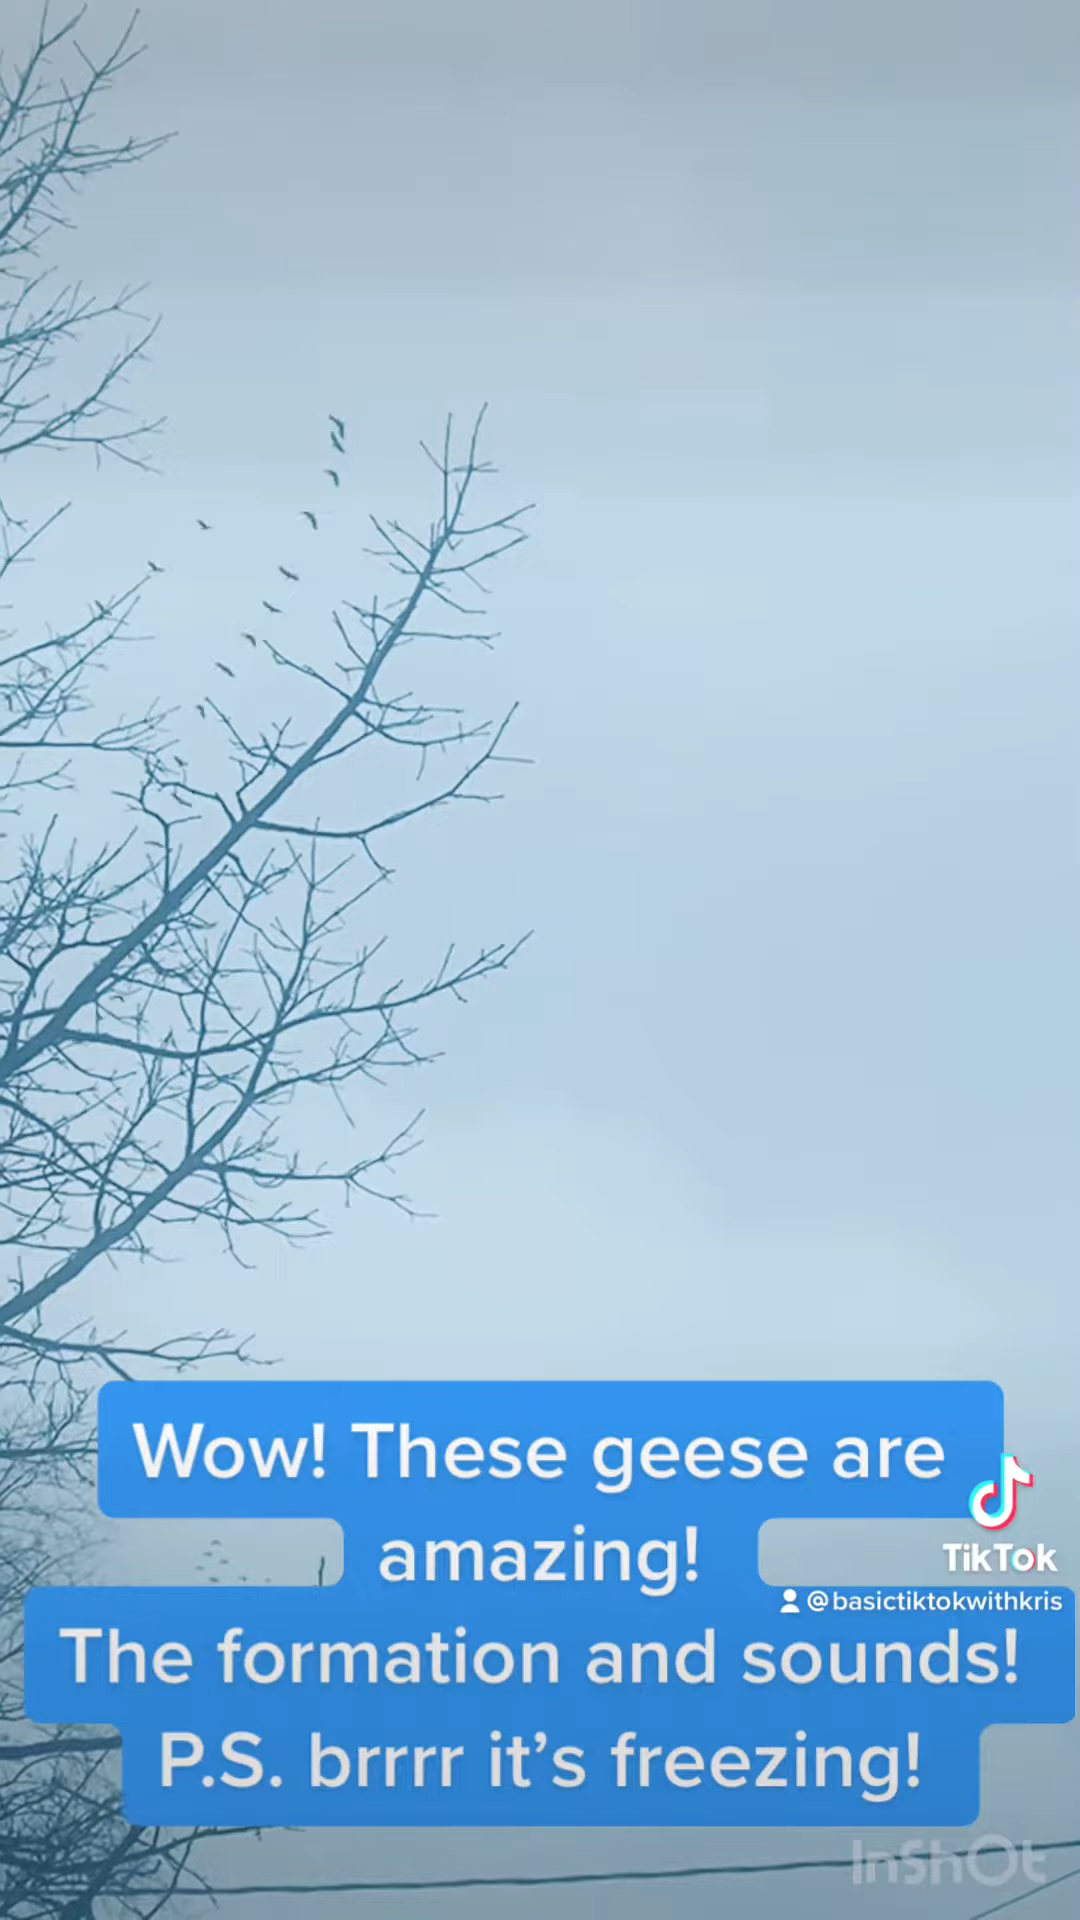 Wow! These geese are
amazing!
The formation and sounds!
P.S. brrrr it’s freezing!
TikTok
@basictiktokwithkris
InShOt